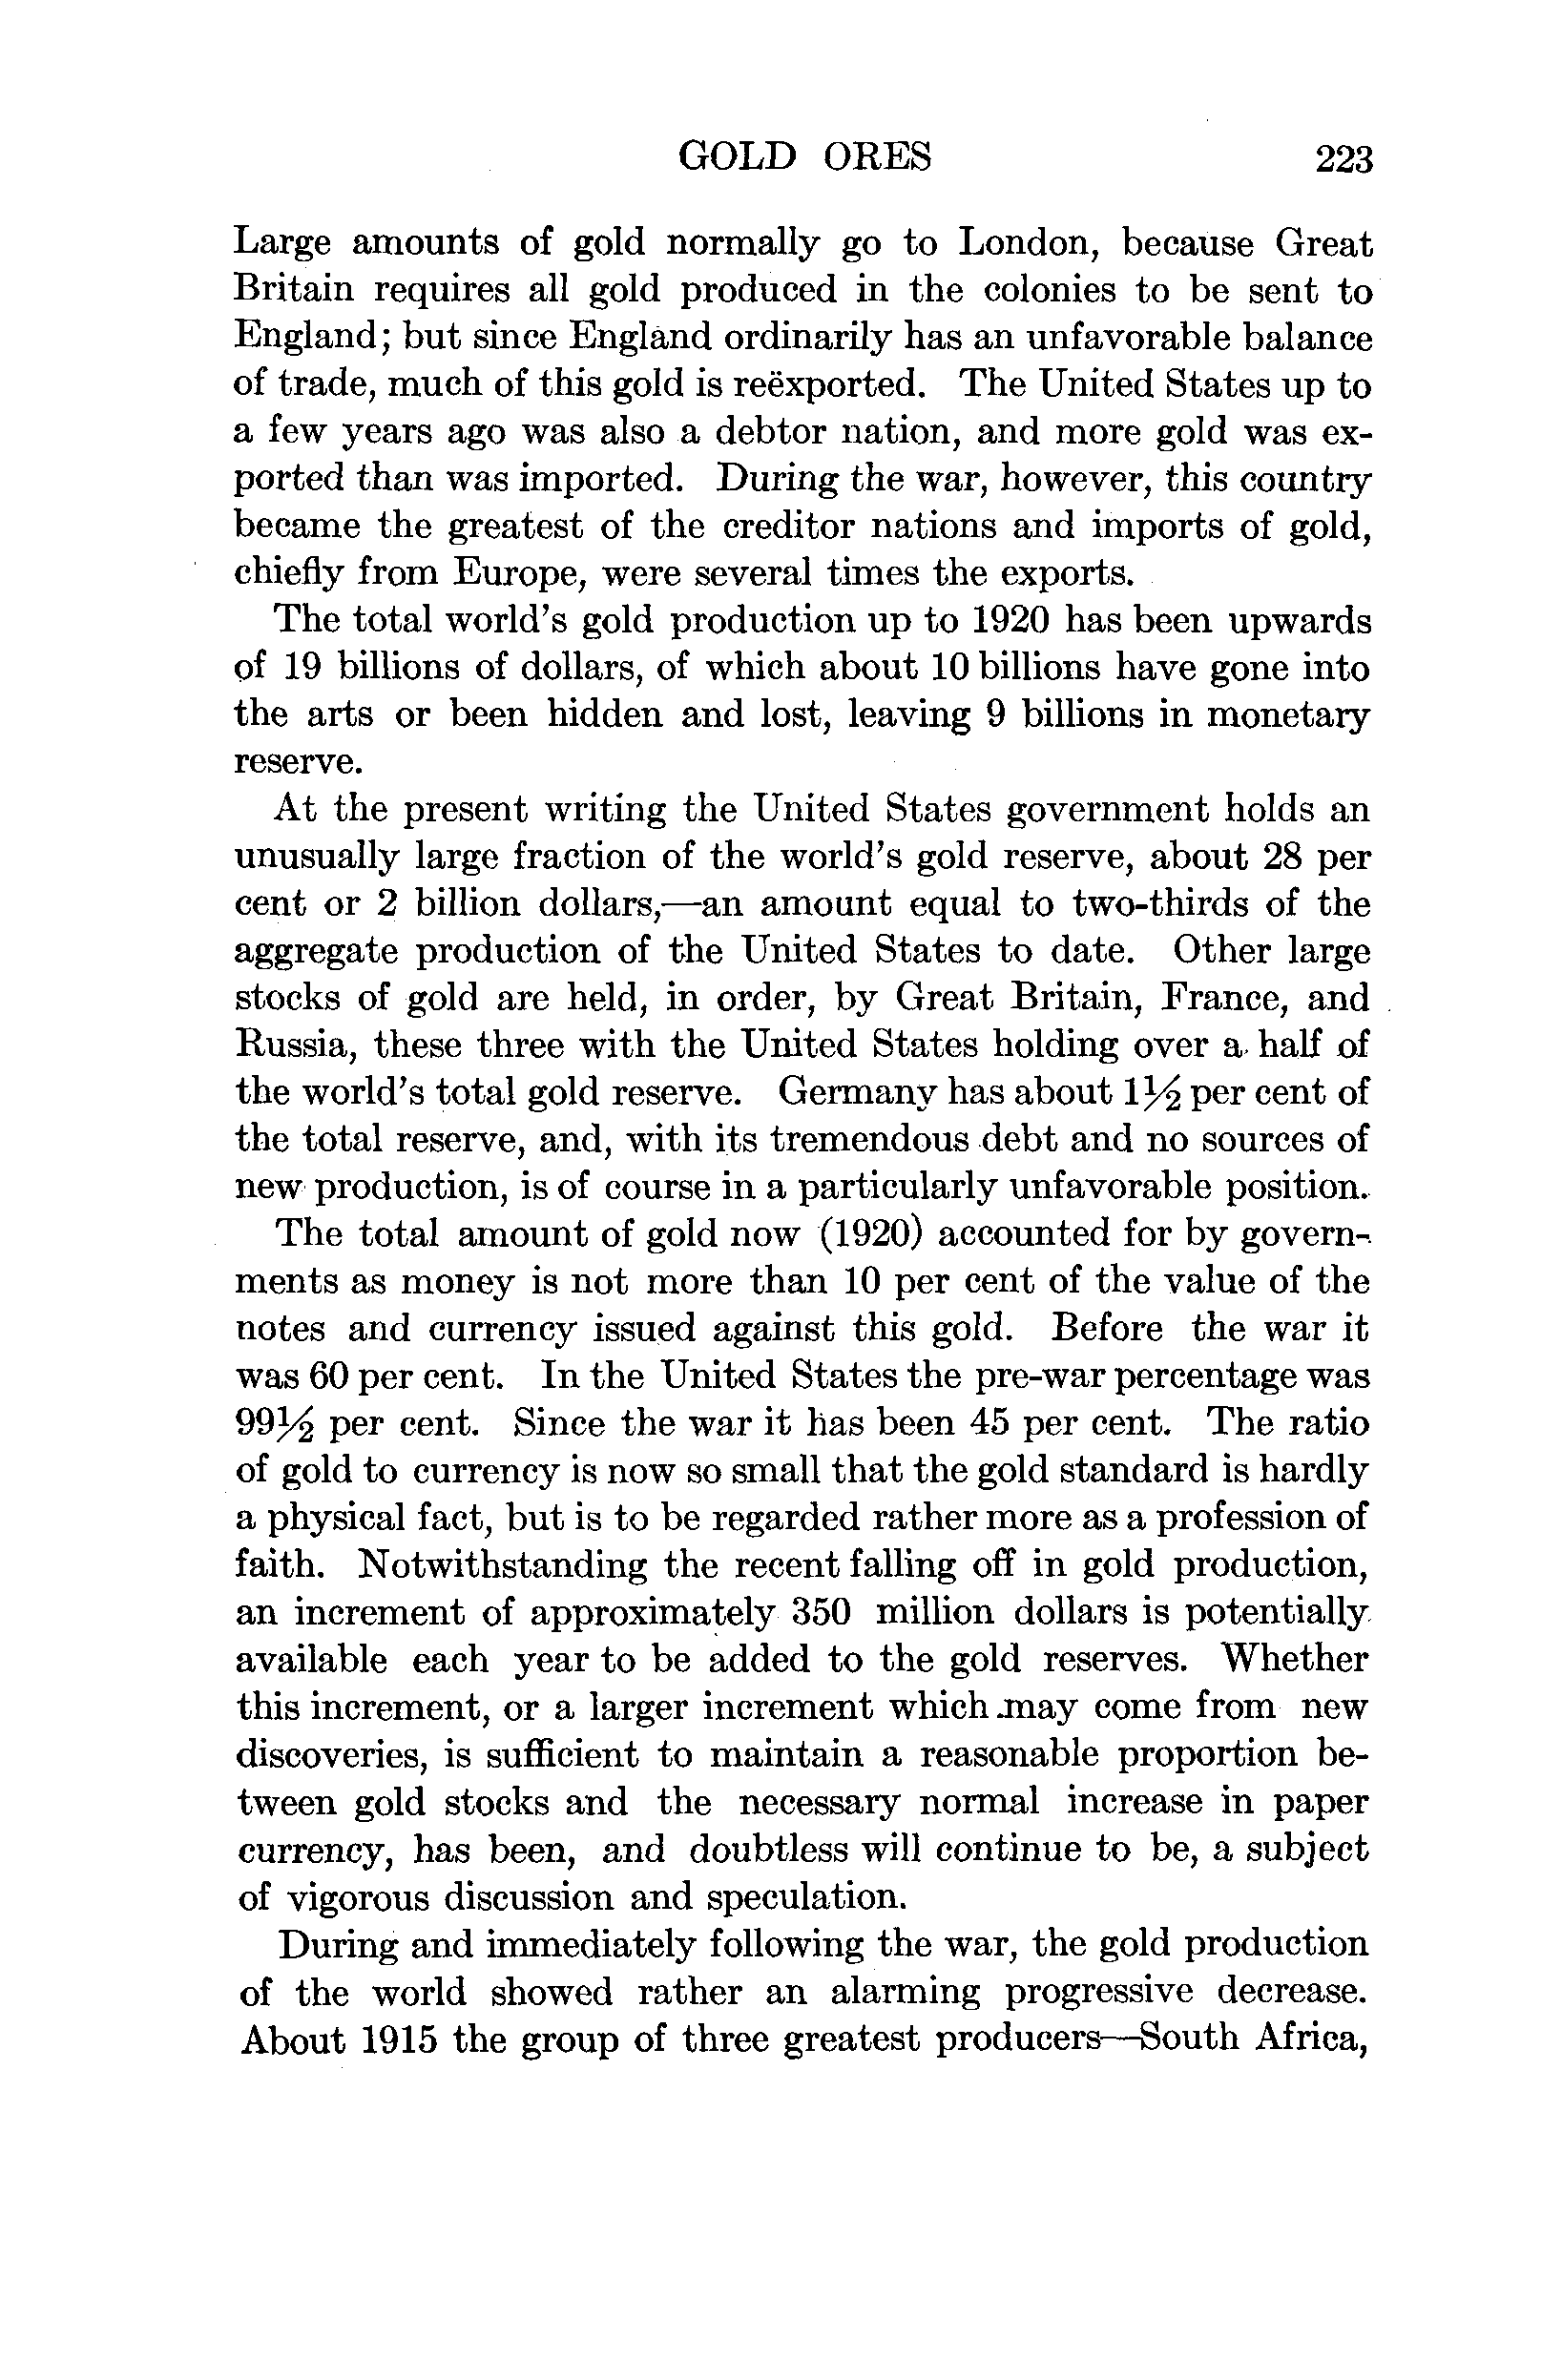 GOLD ORES 223
Large amounts of gold normally go to London, because Great
Britain requires all gold produced in the colonies to be sent to
England; but since England ordinarily has an unfavorable balance
of trade, much of this gold is reëxported. The United States up to
a few years ago was also a debtor nation, and more gold was ex-
ported than was imported. During the war, however, this country
became the greatest of the creditor nations and imports of gold,
chiefly from Europe, were several times the exports.
The total world's gold production up to 1920 has been upwards
of 19 billions of dollars, of which about 10 billions have gone into
the arts or been hidden and lost, leaving 9 billions in monetary
reserve.
At the present writing the United States government holds an
unusually large fraction of the world's gold reserve, about 28 per
cent or 2 billion dollars,—an amount equal to two-thirds of the
aggregate production of the United States to date. Other large
stocks of gold are held, in order, by Great Britain, France, and
Russia, these three with the United States holding over a half of
the world's total gold reserve. Germany has about 1½ per cent of
the total reserve, and, with its tremendous debt and no sources of
new production, is of course in a particularly unfavorable position.
The total amount of gold now (1920) accounted for by govern-
ments as money is not more than 10 per cent of the value of the
notes and currency issued against this gold. Before the war it
was 60 per cent. In the United States the pre-war percentage was
99½ per cent. Since the war it has been 45 per cent. The ratio
of gold to currency is now so small that the gold standard is hardly
a physical fact, but is to be regarded rather more as a profession of
faith. Notwithstanding the recent falling off in gold production,
an increment of approximately 350 million dollars is potentially
available each year to be added to the gold reserves. Whether
this increment, or a larger increment which may come from new
discoveries, is sufficient to maintain a reasonable proportion be-
tween gold stocks and the necessary normal increase in paper
currency, has been, and doubtless will continue to be, a subject
of vigorous discussion and speculation.
During and immediately following the war, the gold production
of the world showed rather an alarming progressive decrease.
About 1915 the group of three greatest producers—South Africa,